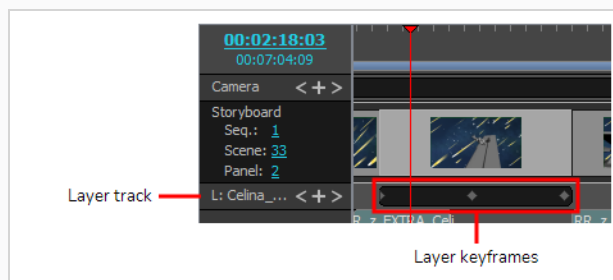 00:02:18:03
00:07:04:09
Camera < + >
Storyboard
Seq.: 1
Scene: 33
Panel: 2
Layer track
L: Celina_... < + >
Layer keyframes